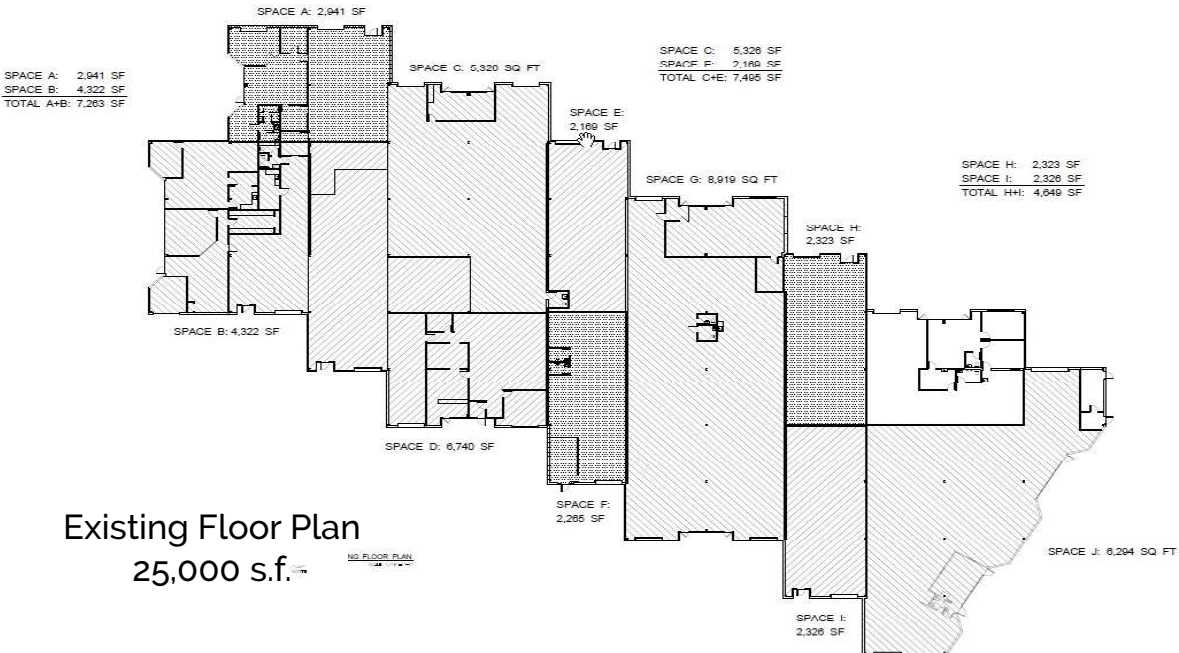 SPACE A: 2,941 SF
SPACE A: 2,941 SF
SPACE B: 4,322 SF
TOTAL A+B: 7,263 SF
SPACE C. 5,320 SQ FT
SPACE C: 5,326 SF
SPACE E: 2,169 SF
TOTAL C+E: 7,495 SF
SPACE E:
2,169 SF
SPACE G: 8,919 SQ FT
SPACE H: 2,323 SF
SPACE I: 2,326 SF
TOTAL H+I: 4,649 SF
SPACE H:
2,323 SF
SPACE B: 4,322 SF
SPACE D: 6,740 SF
SPACE F:
2,265 SF
Existing Floor Plan
25,000 s.f.
NG FLOOR PLAN
SPACE J: 6,294 SQ FT
SPACE I:
2,326 SF